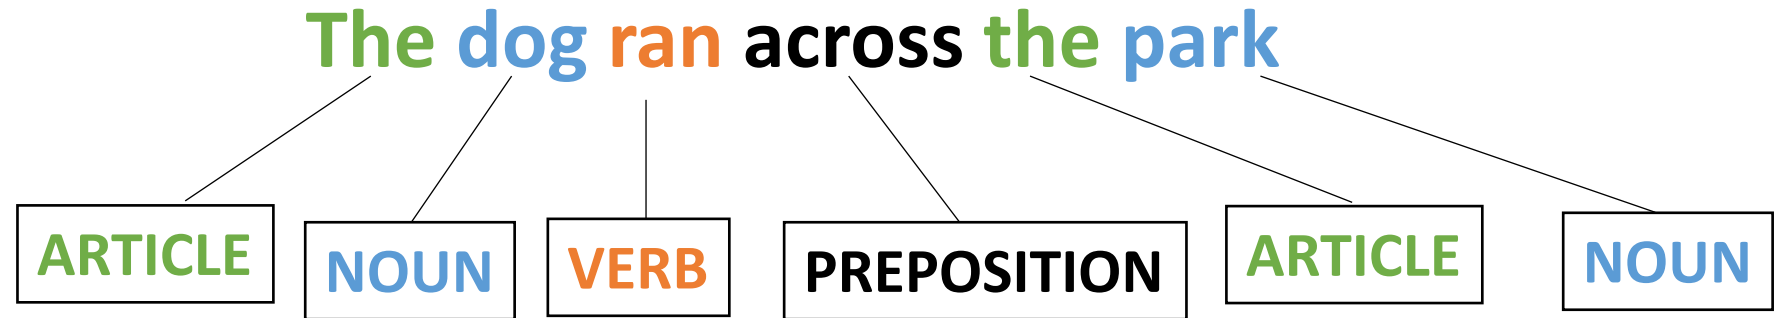 The dog ran across the park
ARTICLE NOUN VERB PREPOSITION ARTICLE NOUN